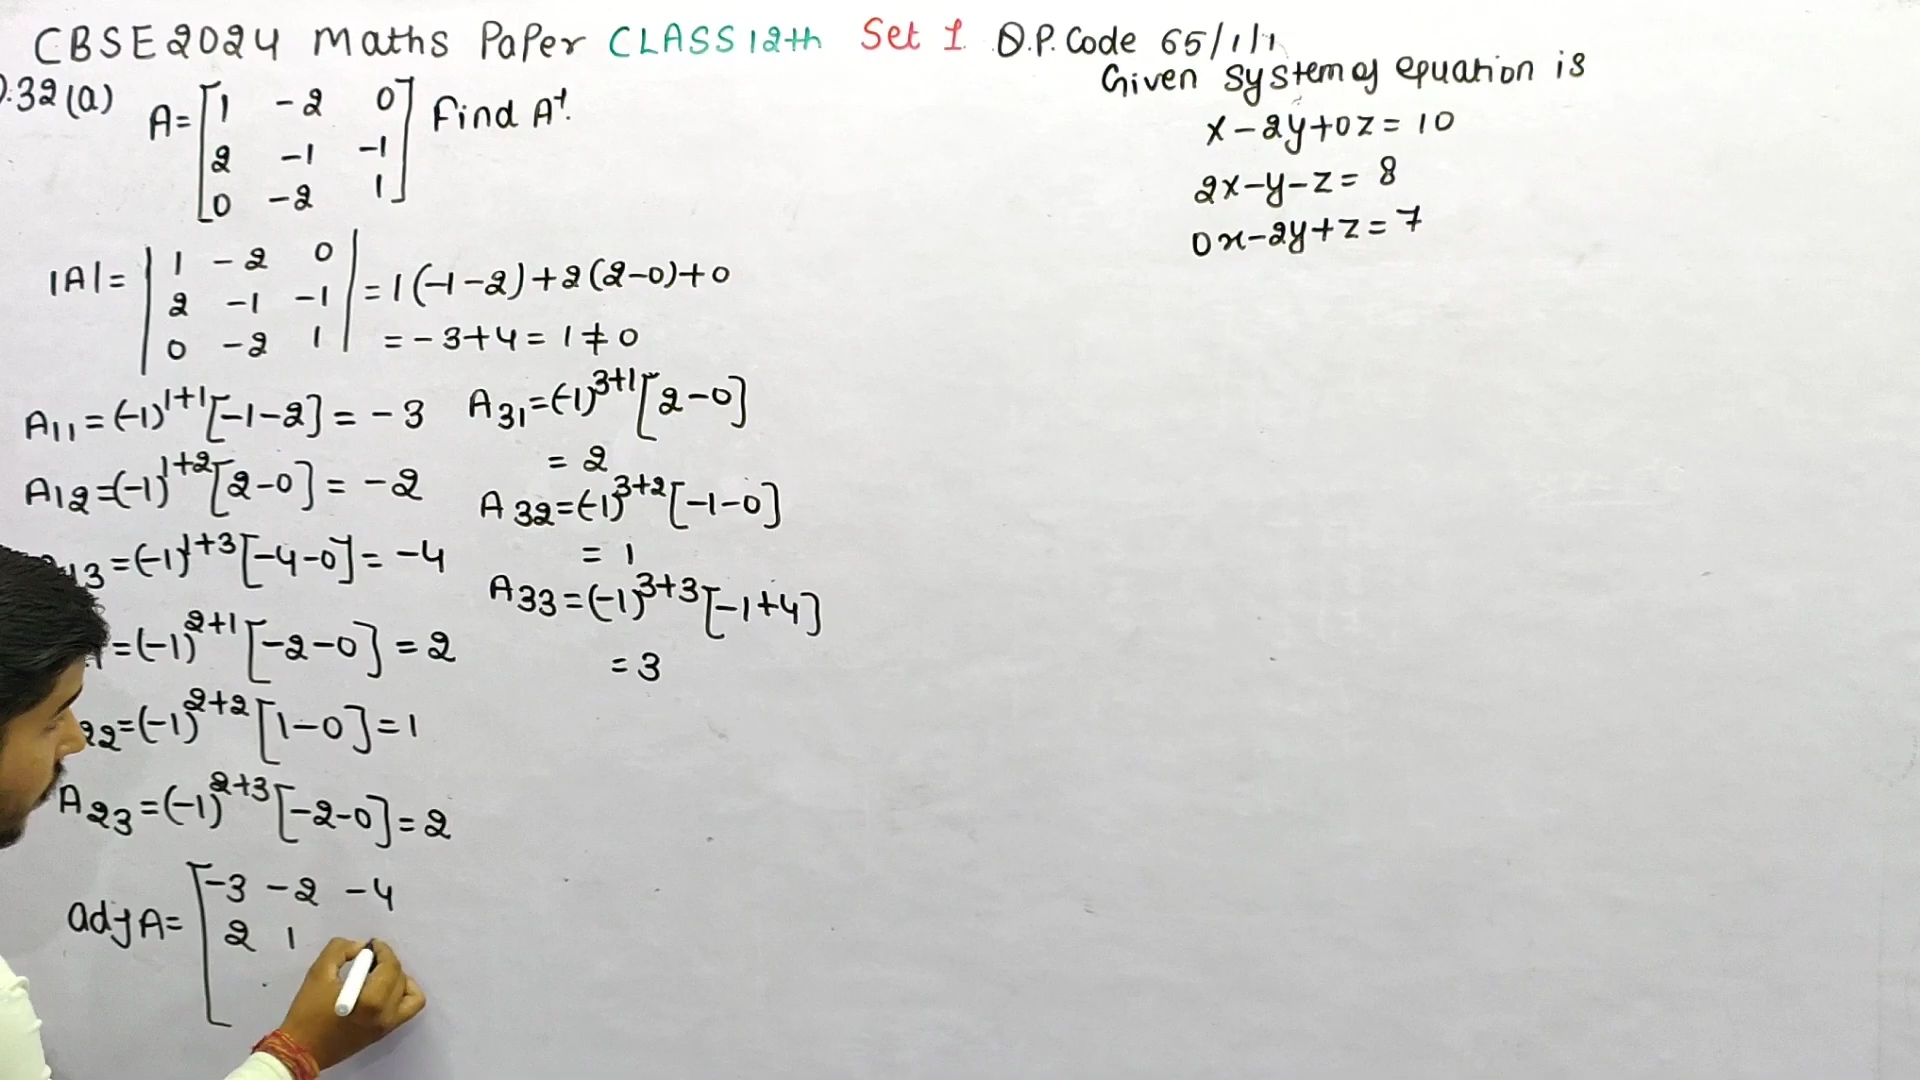 CBSE 2024 Maths Paper CLASS 12th Set 1 Q.P. Code 65/1/1
.32(a) A=[1 -2 0 Find A⁻¹.
2 -1 -1
0 -2 1]
|A|= |1 -2 0
2 -1 -1
0 -2 1| = 1(-1-2)+2(2-0)+0
= -3+4 = 1≠0
A11=(-1)^1+1[-1-2]= -3
A12=(-1)^1+2[2-0]= -2
13=(-1)^1+3[-4-0]= -4
=(-1)^2+1[-2-0]=2
22=(-1)^2+2[1-0]=1
A23=(-1)^2+3[-2-0]=2
adjA= [-3 -2 -4
2 1
A31=(-1)^3+1[2-0]
= 2
A32=(-1)^3+2[-1-0]
= 1
A33=(-1)^3+3[-1+4]
=3
Given system of equation is
x-2y+0z=10
2x-y-z= 8
0x-2y+z=7